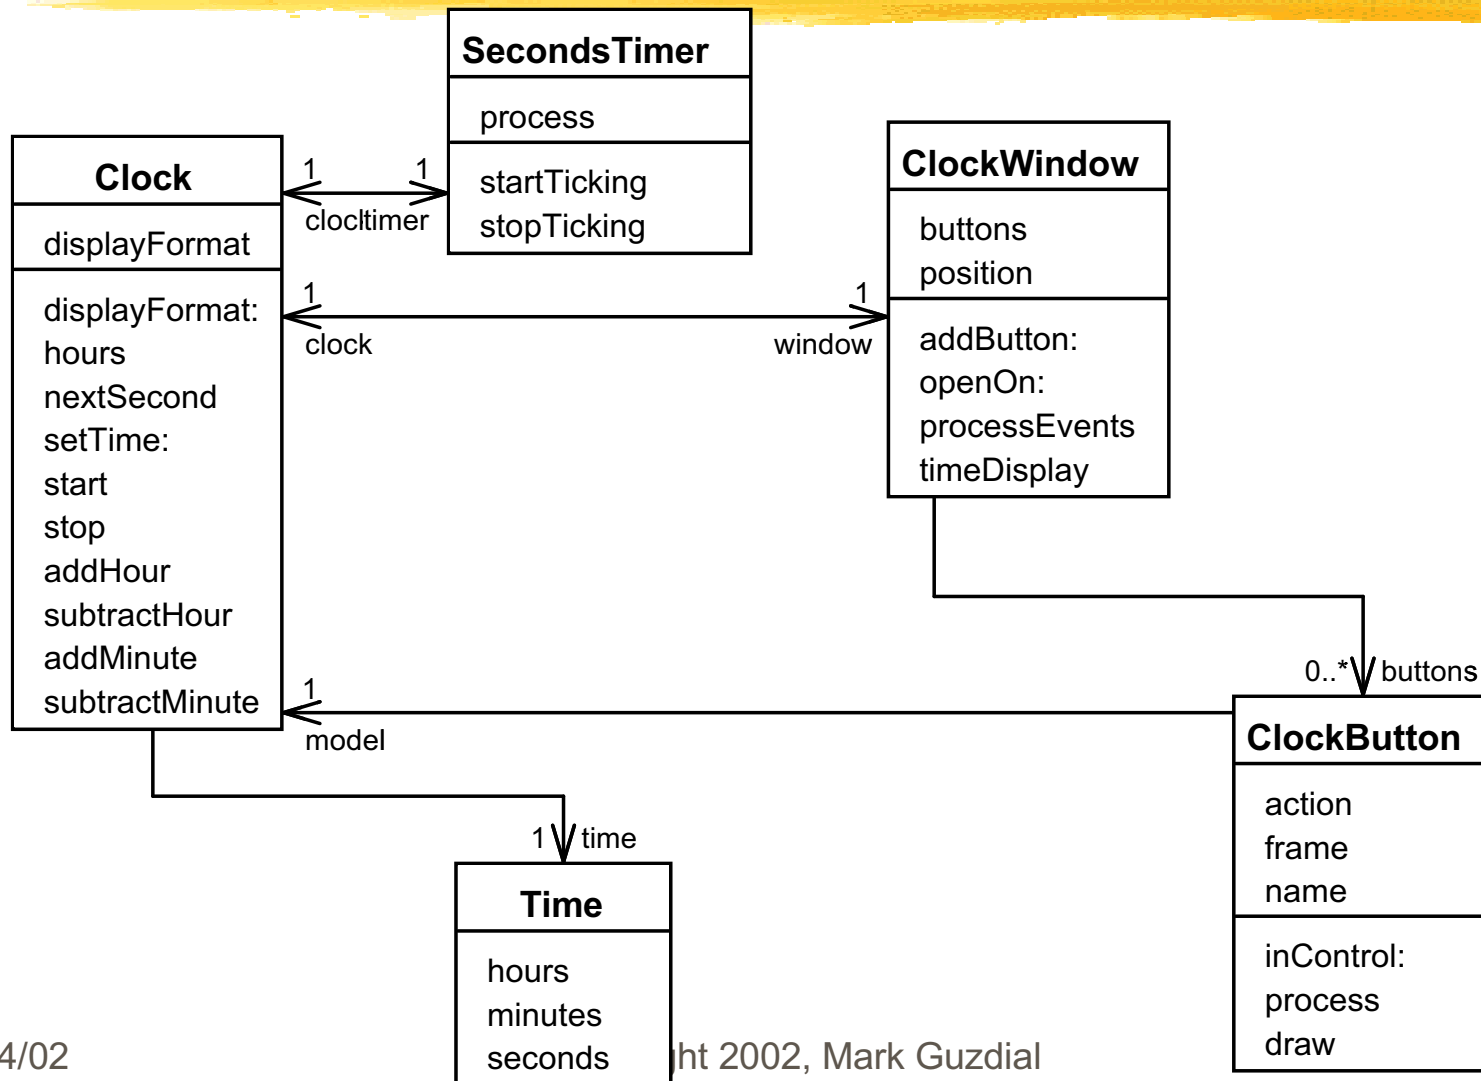 SecondsTimer
process
startTicking
stopTicking
Clock
displayFormat
displayFormat:
hours
nextSecond
setTime:
start
stop
addHour
subtractHour
addMinute
subtractMinute
1 1
timer
1 1
clock window
ClockWindow
buttons
position
addButton:
openOn:
processEvents
timeDisplay
0..* buttons
1
model
ClockButton
action
frame
name
inControl:
process
draw
1 time
Time
hours
minutes
seconds
4/02 ht 2002, Mark Guzdial